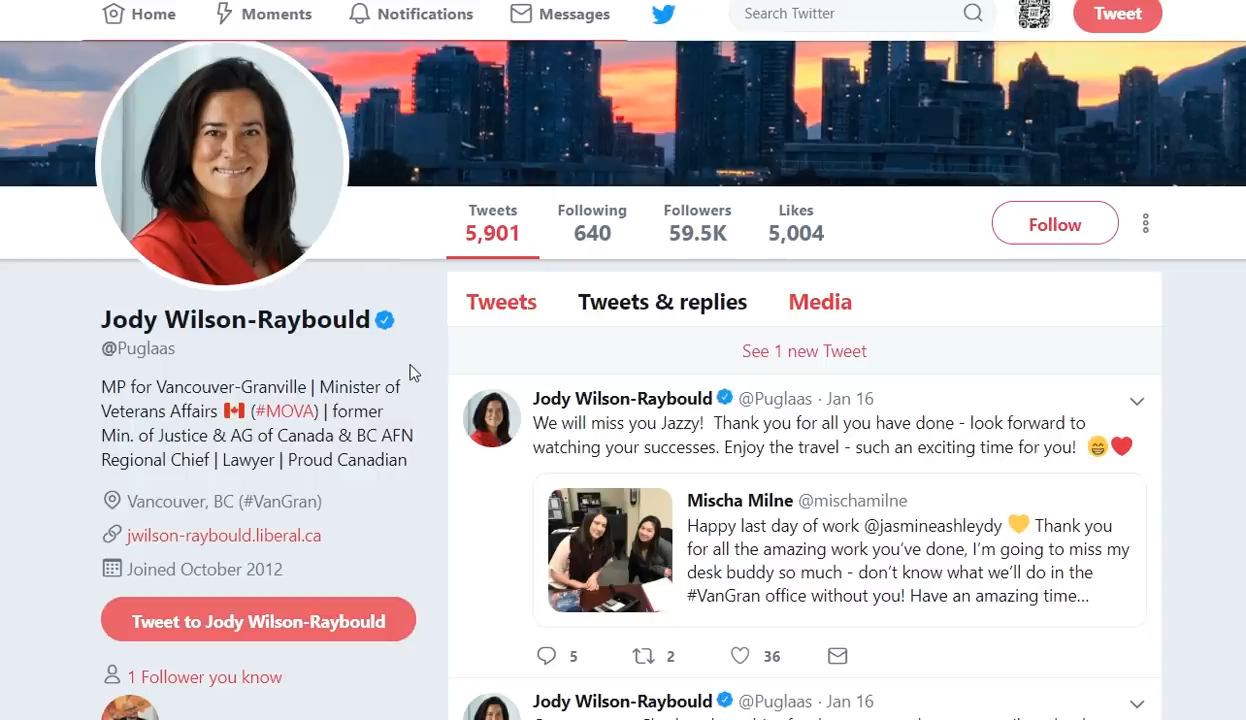 Home Moments Notifications Messages Search Twitter Tweet
Tweets Following Followers Likes
5,901 640 59.5K 5,004
Follow
Jody Wilson-Raybould
@Puglaas
MP for Vancouver-Granville | Minister of
Veterans Affairs 🇨🇦 (#MOVA) | former
Min. of Justice & AG of Canada & BC AFN
Regional Chief | Lawyer | Proud Canadian
Vancouver, BC (#VanGran)
jwilson-raybould.liberal.ca
Joined October 2012
Tweet to Jody Wilson-Raybould
1 Follower you know
Tweets Tweets & replies Media
See 1 new Tweet
Jody Wilson-Raybould @Puglaas · Jan 16
We will miss you Jazzy! Thank you for all you have done - look forward to
watching your successes. Enjoy the travel - such an exciting time for you! 😁❤️
Mischa Milne @mischamilne
Happy last day of work @jasmineashleydy 💛 Thank you
for all the amazing work you've done, I'm going to miss my
desk buddy so much - don't know what we'll do in the
#VanGran office without you! Have an amazing time...
5 2 36
Jody Wilson-Raybould @Puglaas · Jan 16